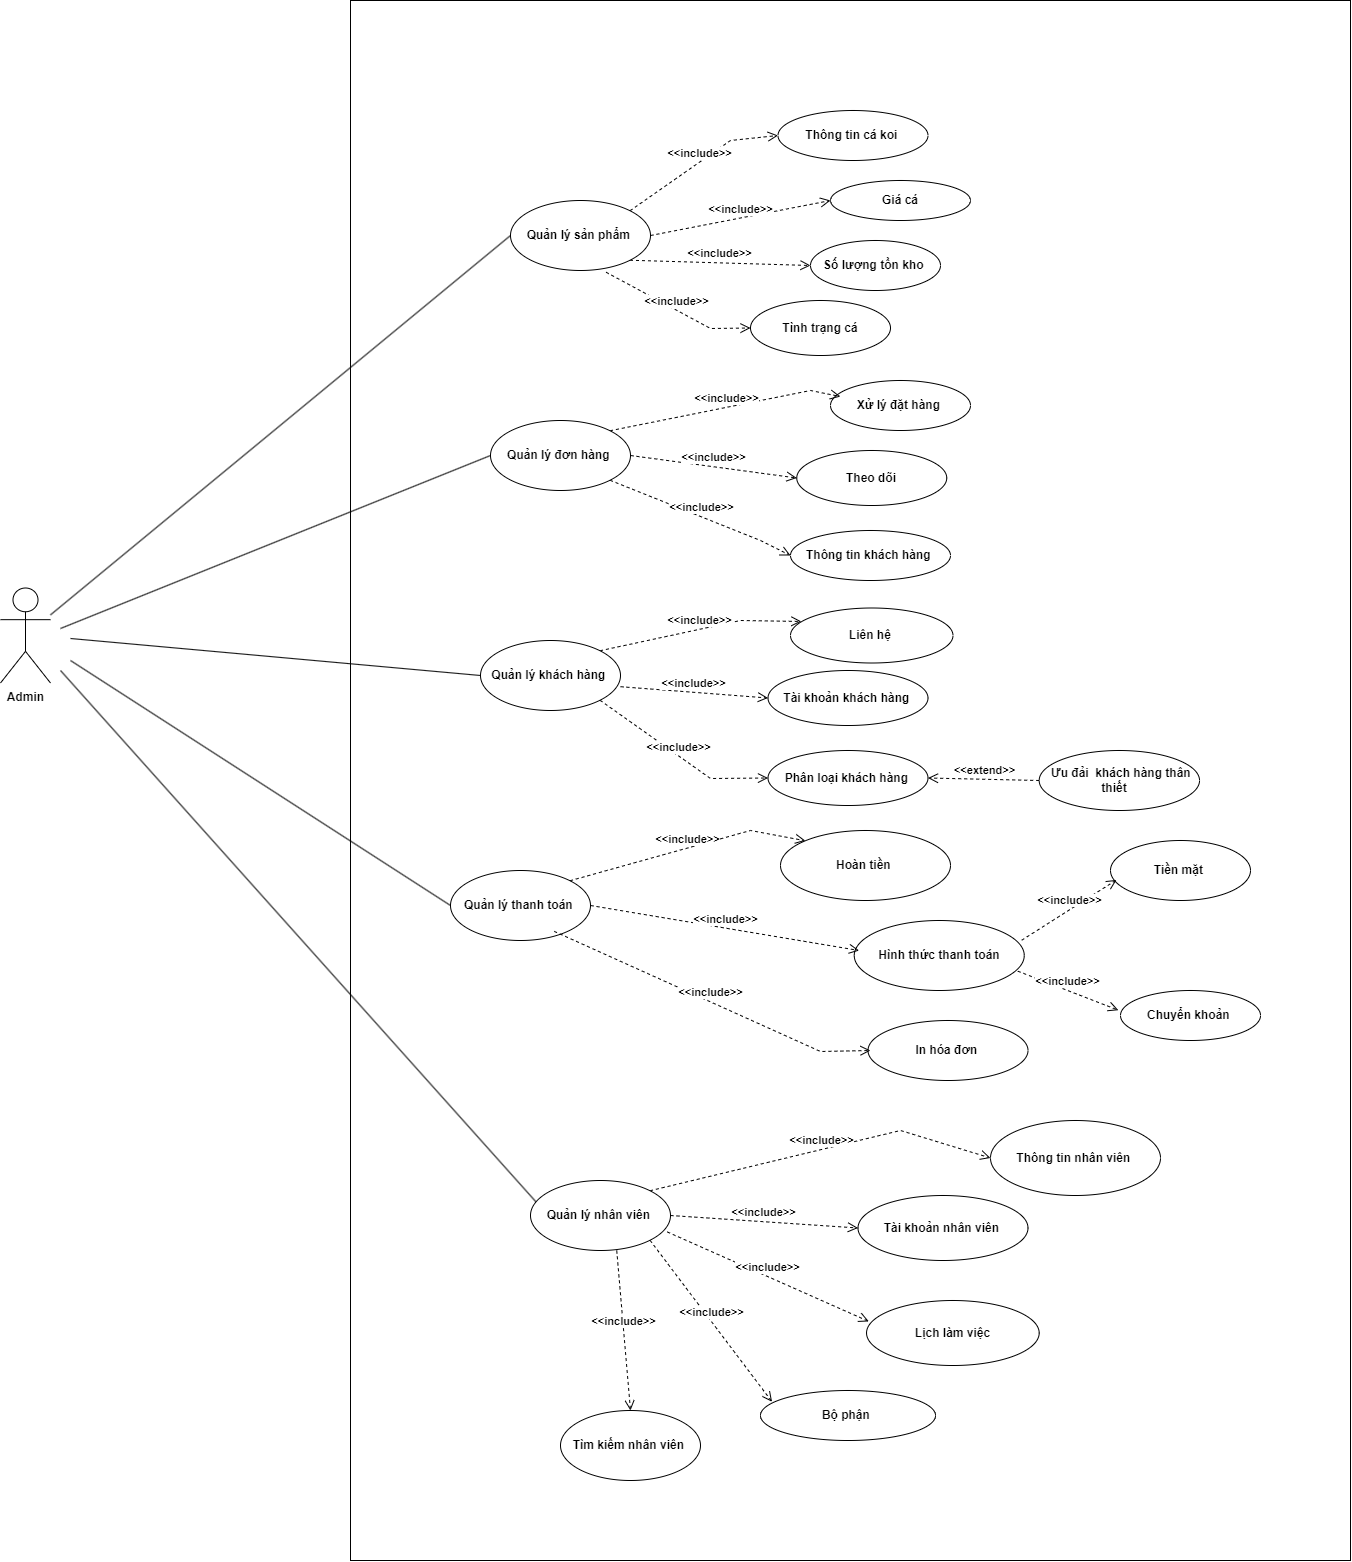 Thông tin cá koi
<<include>>
Giá cá
<<include>>
Quản lý sản phẩm
<<include>>
Số lượng tồn kho
<<include>>
Tình trạng cá
<<include>>
Xử lý đặt hàng
Quản lý đơn hàng
<<include>>
Theo dõi
<<include>>
Thông tin khách hàng
Admin
<<include>>
Liên hệ
Quản lý khách hàng
<<include>>
Tài khoản khách hàng
<<include>>
Phân loại khách hàng
<<extend>>
Ưu đải  khách hàng thân
thiết
<<include>>
Hoàn tiền
Tiền mặt
Quản lý thanh toán
<<include>>
<<include>>
Hình thức thanh toán
<<include>>
<<include>>
Chuyển khoản
In hóa đơn
<<include>>
Thông tin nhân viên
Quản lý nhân viên
<<include>>
Tài khoản nhân viên
<<include>>
<<include>>
<<include>>
Lịch làm việc
Bộ phận
Tìm kiếm nhân viên